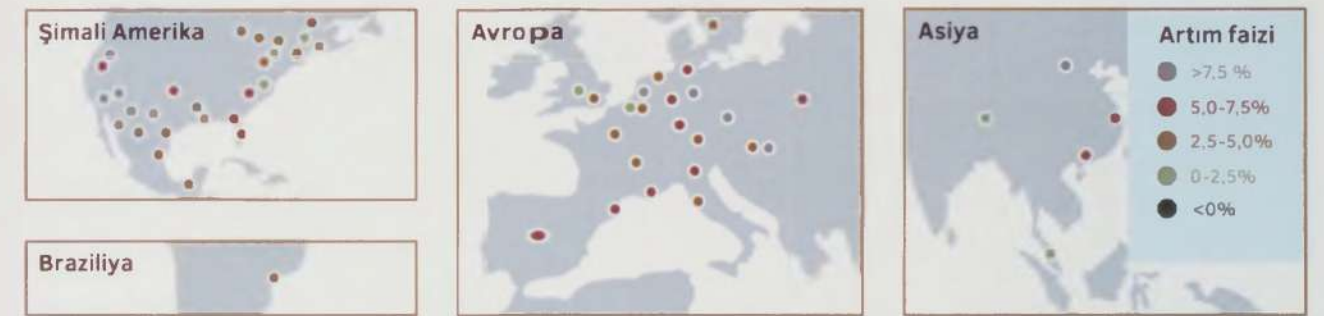 Şimali Amerika
Avropa
Asiya
Artım faizi
>7,5 %
5,0-7,5%
2,5-5,0%
0-2,5%
<0%
Braziliya